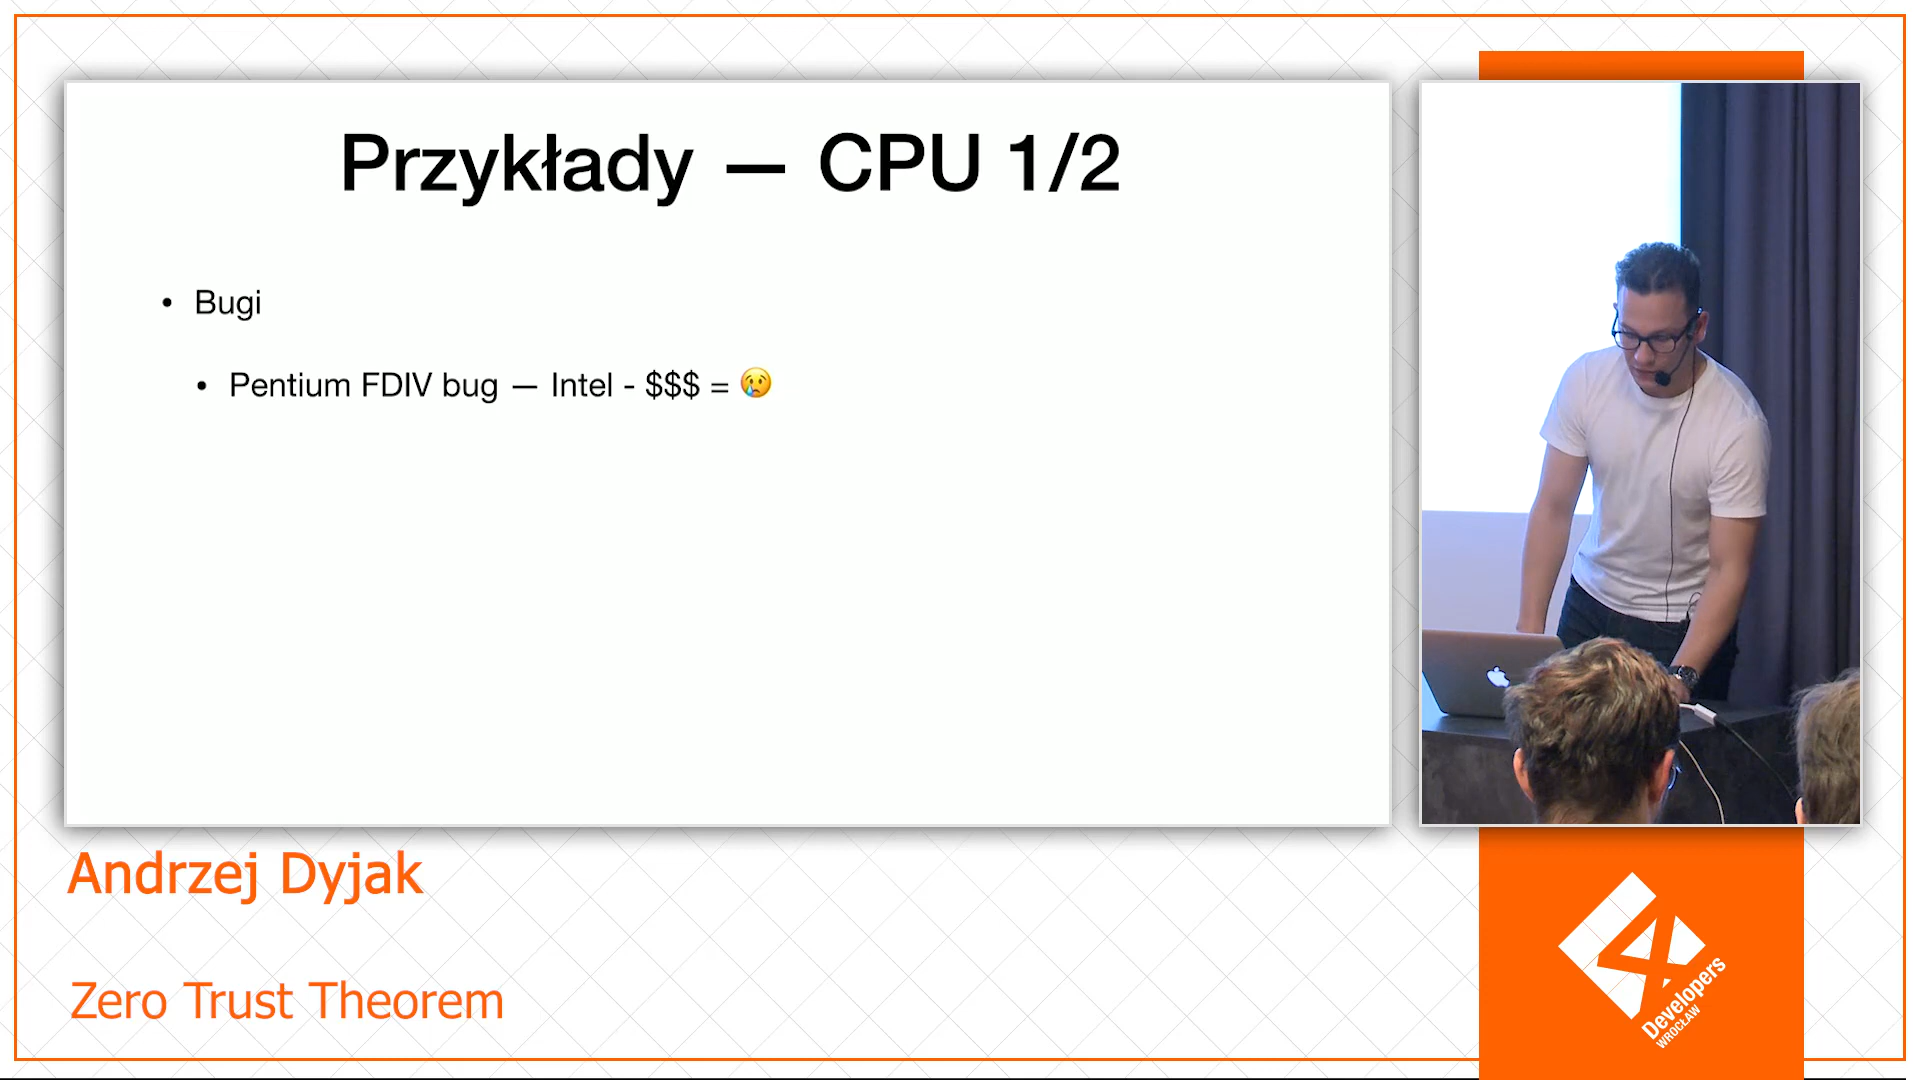 Przykłady — CPU 1/2
• Bugi
• Pentium FDIV bug — Intel - $$$ = 😢
Andrzej Dyjak
Zero Trust Theorem
4
Developers
WROCŁAW